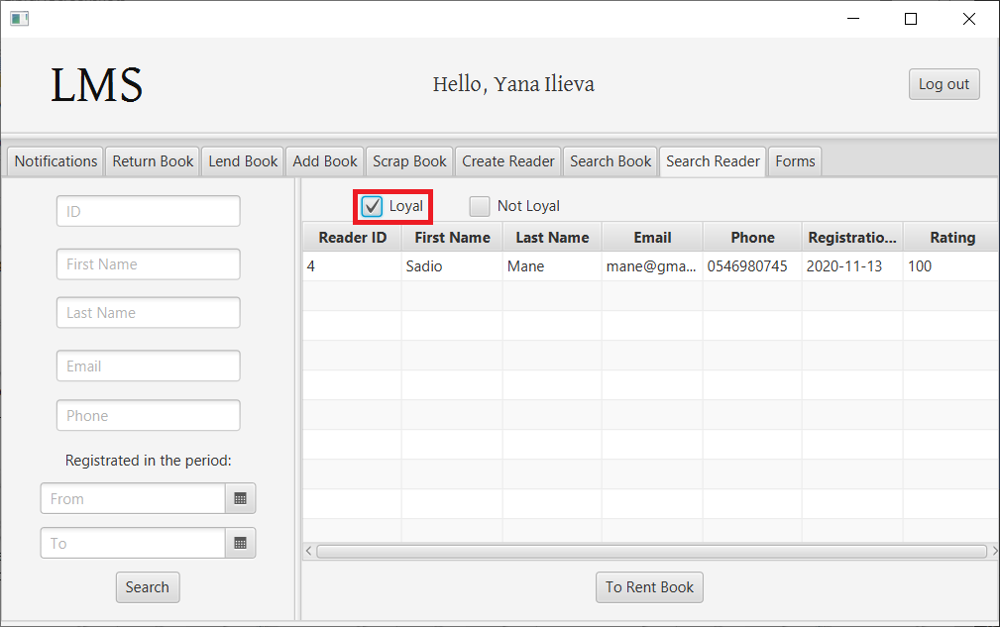 LMS
Hello, Yana Ilieva
Log out
Notifications Return Book Lend Book Add Book Scrap Book Create Reader Search Book Search Reader Forms
ID
First Name
Last Name
Email
Phone
Registrated in the period:
From
To
Search
Loyal Not Loyal
Reader ID First Name Last Name Email Phone Registratio... Rating
4 Sadio Mane mane@gma... 0546980745 2020-11-13 100
To Rent Book